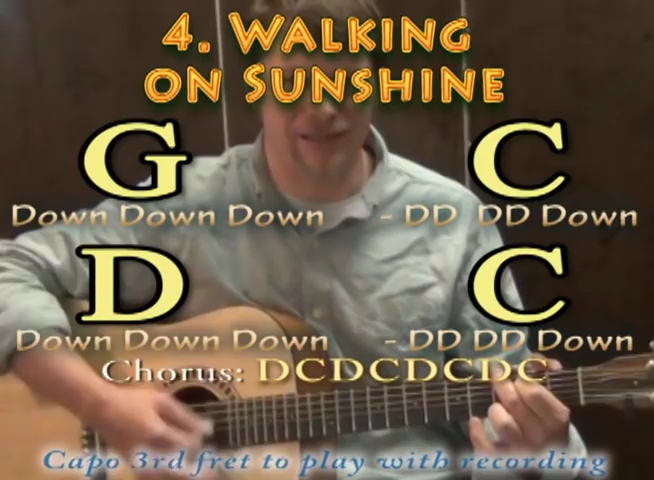 4. WALKING
ON SUNSHINE
G C
Down Down Down - DD DD Down
D C
Down Down Down - DD DD Down
Chorus: DCDCDCDC
Capo 3rd fret to play with recording